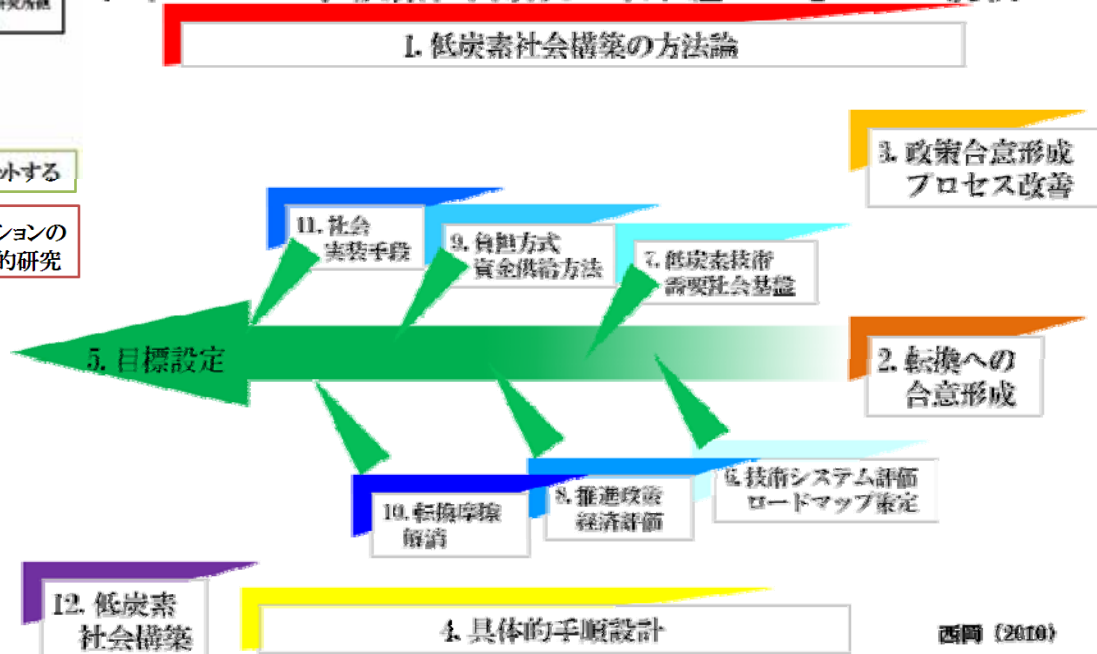 1. 低炭素社会構築の方法論
3. 政策合意形成
プロセス改善
ットする
ションの
的研究
11. 社会
実装手段
9. 負担方式
資金供給方法
7. 低炭素技術
需要社会基盤
5. 目標設定
2. 転換への
合意形成
6. 技術システム評価
ロードマップ策定
8. 推進政策
経済評価
10. 転換摩擦
解消
12. 低炭素
社会構築
4. 具体的手順設計
西岡（2010）